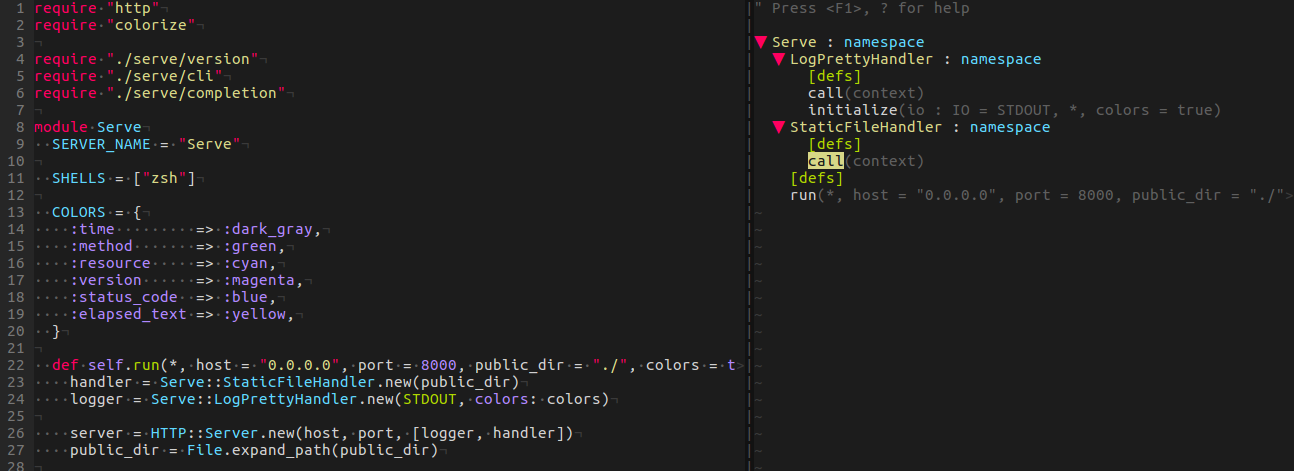 1 require "http"
2 require "colorize"
3
4 require "./serve/version"
5 require "./serve/cli"
6 require "./serve/completion"
7
8 module Serve
9   SERVER_NAME = "Serve"
10
11   SHELLS = ["zsh"]
12
13   COLORS = {
14     :time         => :dark_gray,
15     :method       => :green,
16     :resource     => :cyan,
17     :version      => :magenta,
18     :status_code  => :blue,
19     :elapsed_text => :yellow,
20   }
21
22   def self.run(*, host = "0.0.0.0", port = 8000, public_dir = "./", colors = t>
23     handler = Serve::StaticFileHandler.new(public_dir)
24     logger = Serve::LogPrettyHandler.new(STDOUT, colors: colors)
25
26     server = HTTP::Server.new(host, port, [logger, handler])
27     public_dir = File.expand_path(public_dir)
28
" Press <F1>, ? for help
▼ Serve : namespace
▼ LogPrettyHandler : namespace
[defs]
call(context)
initialize(io : IO = STDOUT, *, colors = true)
▼ StaticFileHandler : namespace
[defs]
call(context)
[defs]
run(*, host = "0.0.0.0", port = 8000, public_dir = "./">